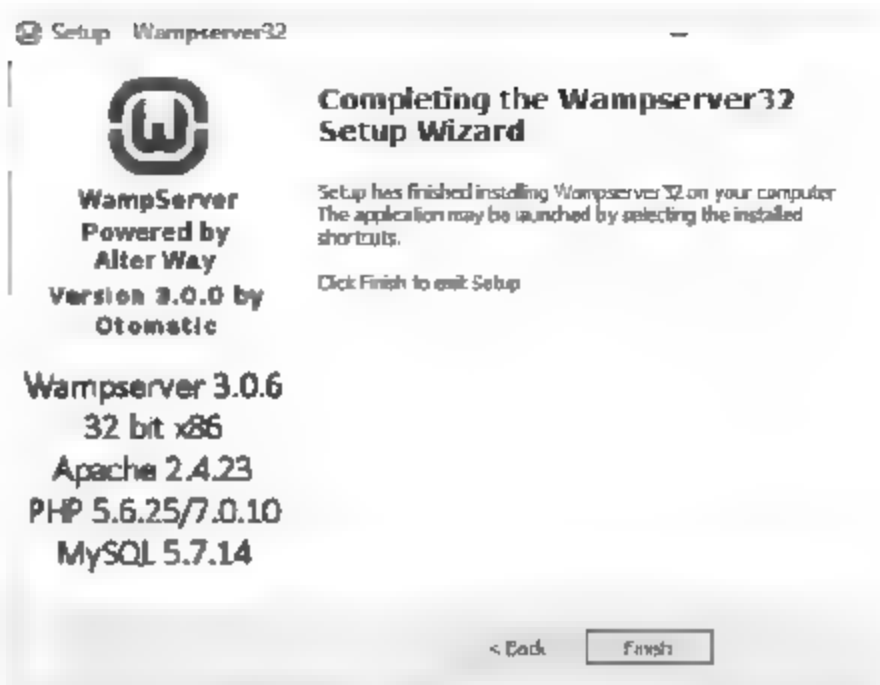 Setup Wampserver32
Completing the Wampserver32
Setup Wizard
WampServer
Powered by
Alter Way
Version 3.0.0 by
Otomatic
Setup has finished installing Wampserver32 on your computer
The application may be launched by selecting the installed
shortcuts.
Click Finish to exit Setup
Wampserver 3.0.6
32 bit x86
Apache 2.4.23
PHP 5.6.25/7.0.10
MySQL 5.7.14
< Back
Finish